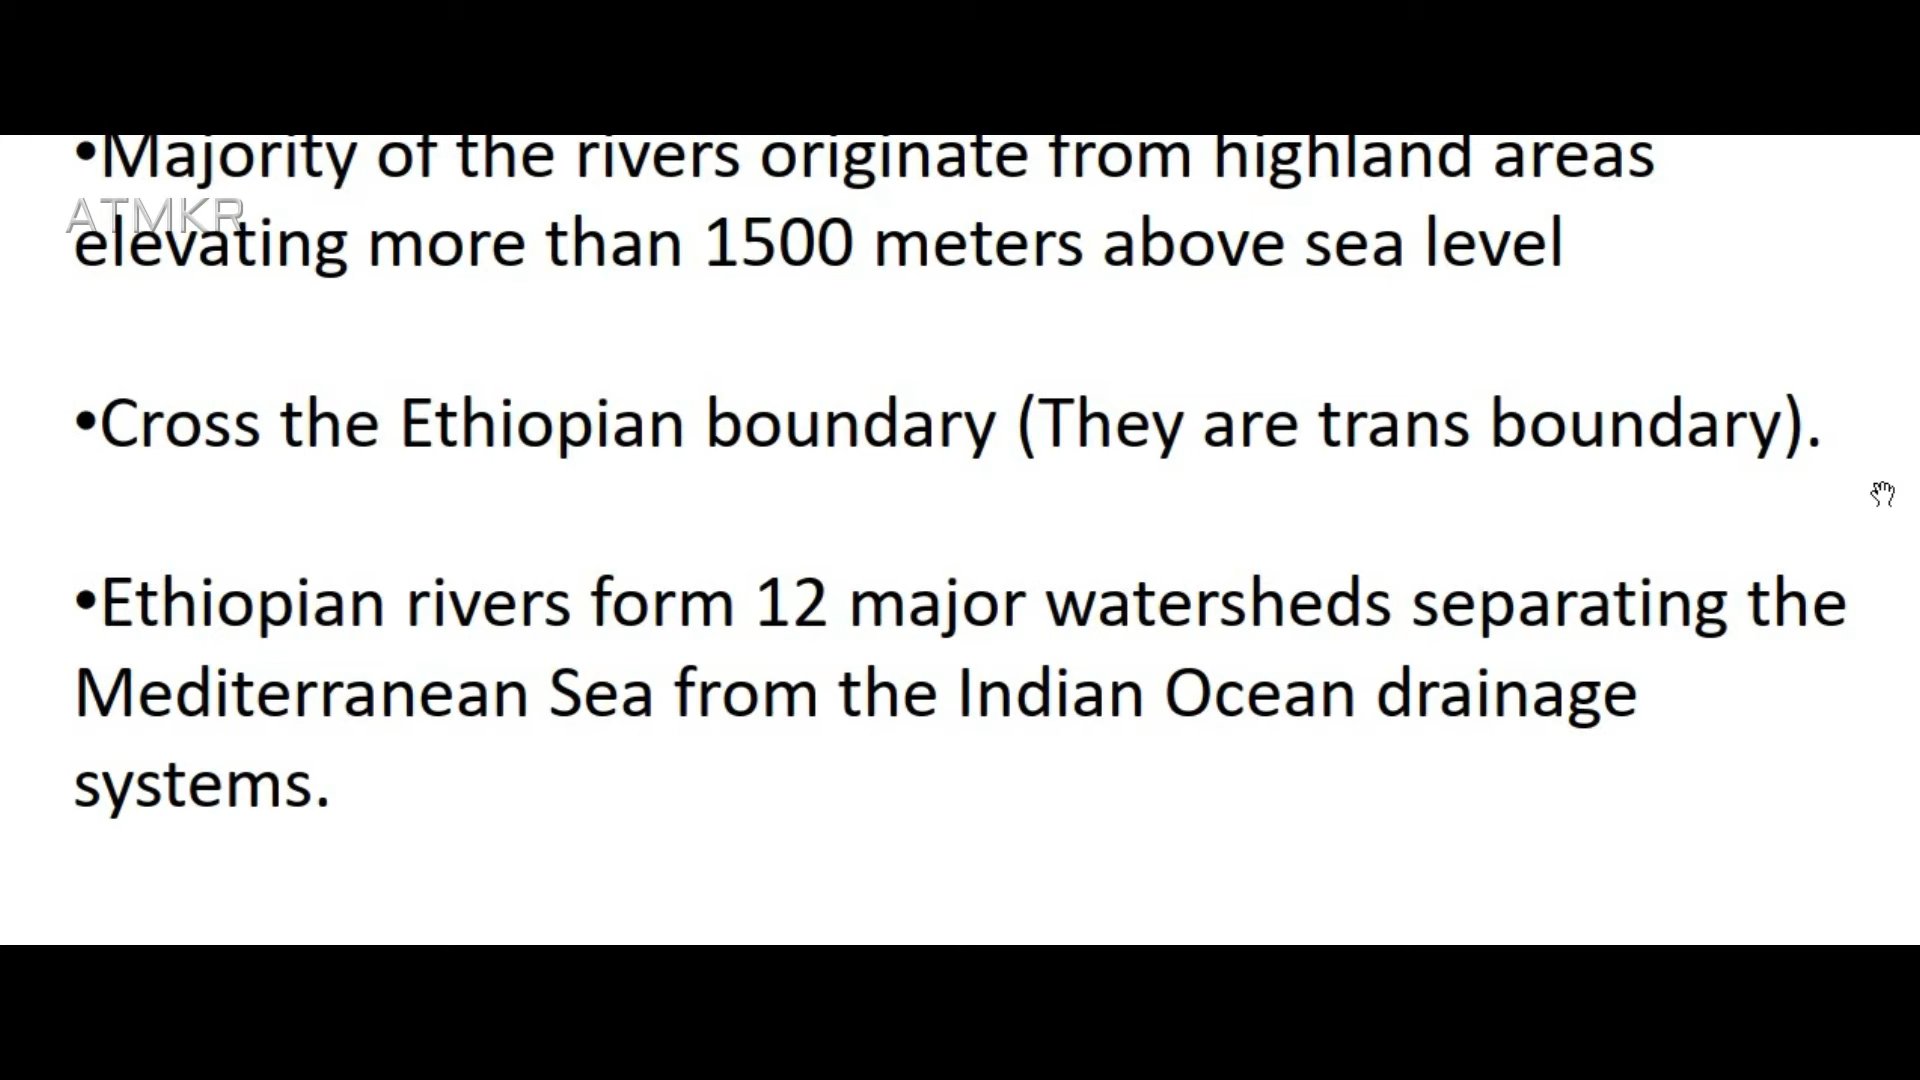 •Majority of the rivers originate from highland areas
ATMKR
elevating more than 1500 meters above sea level
•Cross the Ethiopian boundary (They are trans boundary).
•Ethiopian rivers form 12 major watersheds separating the
Mediterranean Sea from the Indian Ocean drainage
systems.